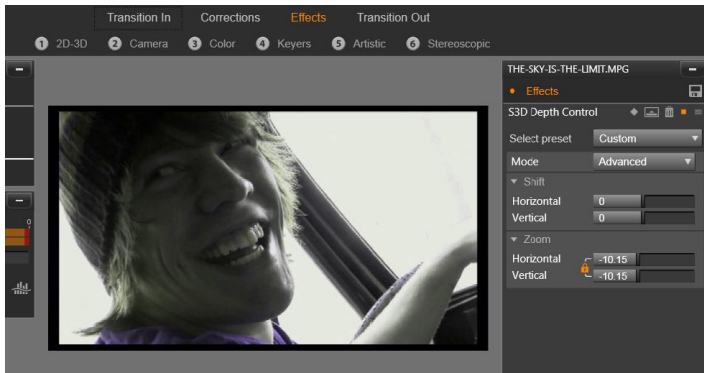 Transition In Corrections Effects Transition Out
1 2D-3D 2 Camera 3 Color 4 Keyers 5 Artistic 6 Stereoscopic
THE-SKY-IS-THE-LIMIT.MPG
Effects
S3D Depth Control
Select preset Custom
Mode Advanced
Shift
Horizontal 0
Vertical 0
Zoom
Horizontal -10.15
Vertical -10.15
0